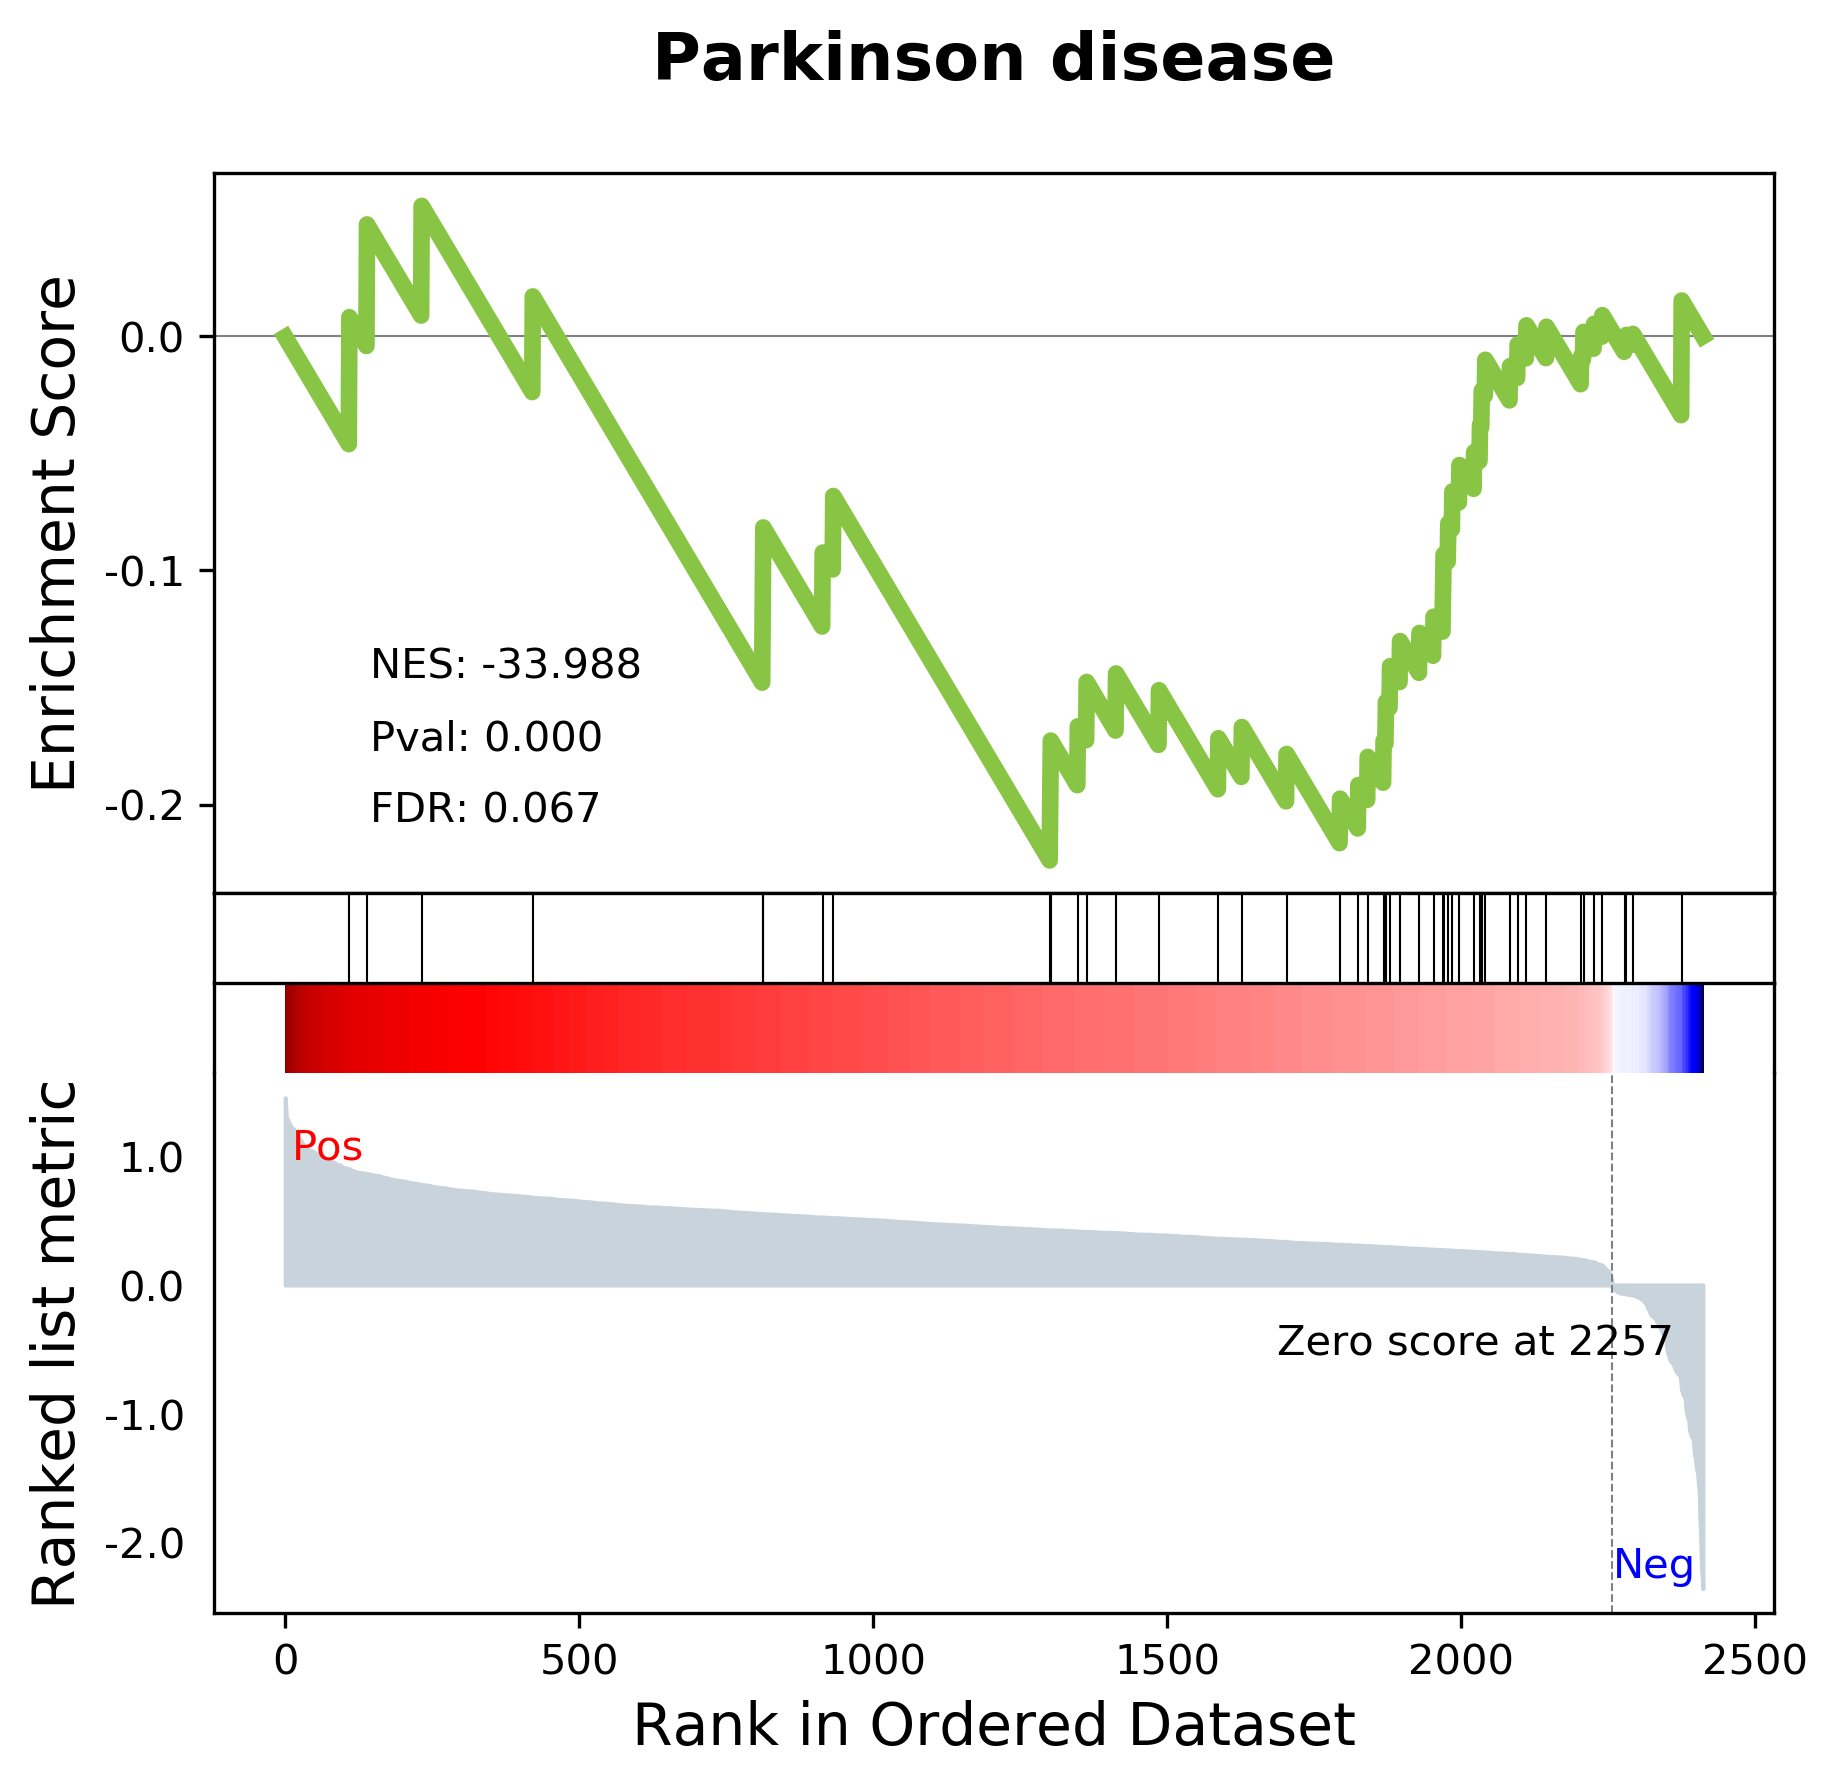 Parkinson disease
Enrichment Score
0.0
-0.1
-0.2
NES: -33.988
Pval: 0.000
FDR: 0.067
Ranked list metric
1.0
0.0
-1.0
-2.0
Pos
Zero score at 2257
Neg
0 500 1000 1500 2000 2500
Rank in Ordered Dataset